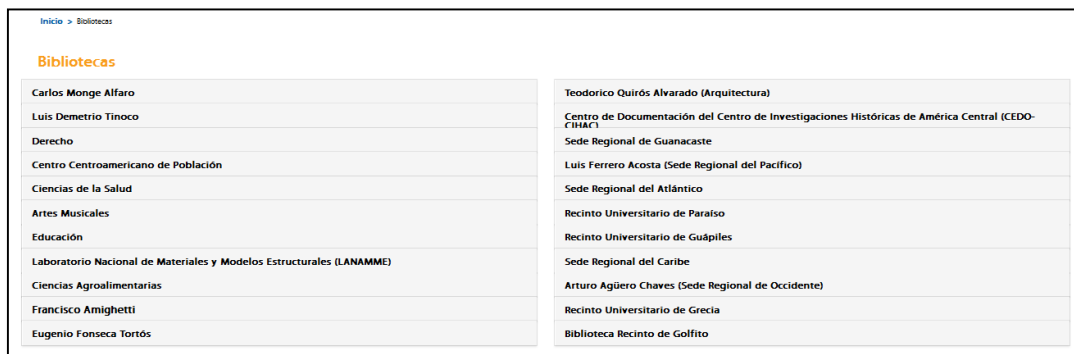 Inicio > Bibliotecas
Bibliotecas
Carlos Monge Alfaro
Luis Demetrio Tinoco
Derecho
Centro Centroamericano de Población
Ciencias de la Salud
Artes Musicales
Educación
Laboratorio Nacional de Materiales y Modelos Estructurales (LANAMME)
Ciencias Agroalimentarias
Francisco Amighetti
Eugenio Fonseca Tortós
Teodorico Quirós Alvarado (Arquitectura)
Centro de Documentación del Centro de Investigaciones Históricas de América Central (CEDO-
CIHAC)
Sede Regional de Guanacaste
Luis Ferrero Acosta (Sede Regional del Pacífico)
Sede Regional del Atlántico
Recinto Universitario de Paraíso
Recinto Universitario de Guápiles
Sede Regional del Caribe
Arturo Agüero Chaves (Sede Regional de Occidente)
Recinto Universitario de Grecia
Biblioteca Recinto de Golfito